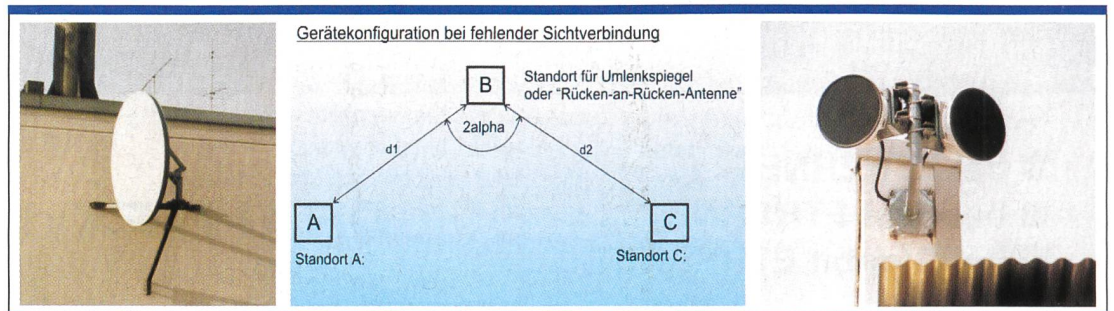 Gerätekonfiguration bei fehlender Sichtverbindung
B
Standort für Umlenkspiegel
oder "Rücken-an-Rücken-Antenne"
2alpha
d1
d2
A
C
Standort A:
Standort C: